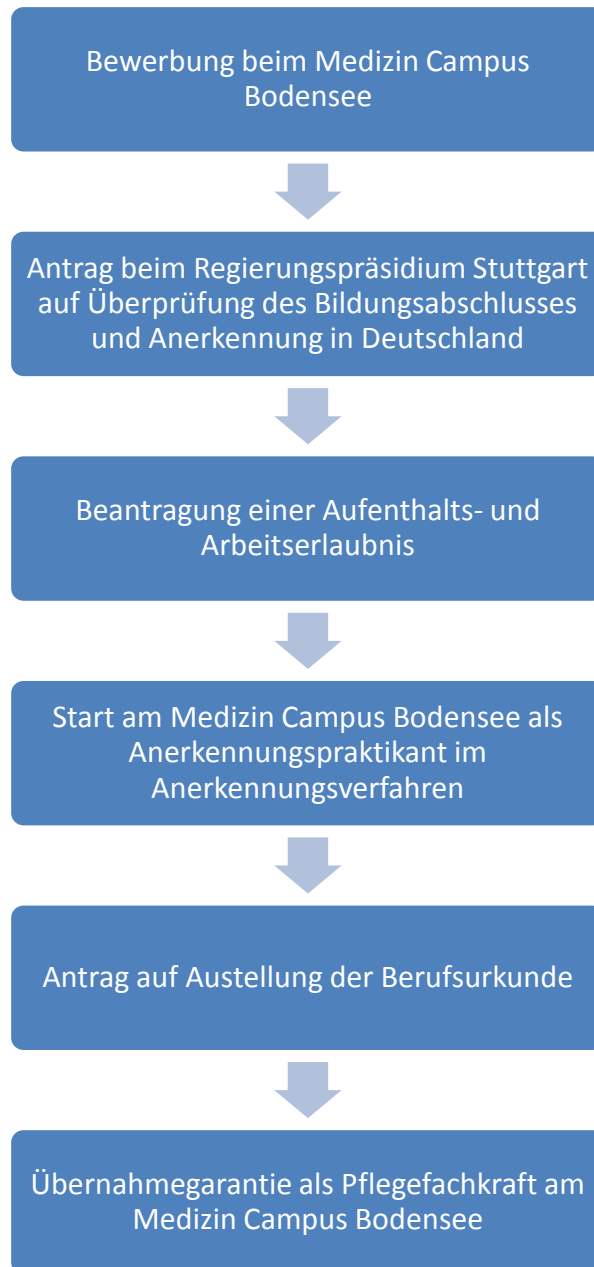 Bewerbung beim Medizin Campus
Bodensee
Antrag beim Regierungspräsidium Stuttgart
auf Überprüfung des Bildungsabschlusses
und Anerkennung in Deutschland
Beantragung einer Aufenthalts- und
Arbeitserlaubnis
Start am Medizin Campus Bodensee als
Anerkennungspraktikant im
Anerkennungsverfahren
Antrag auf Austellung der Berufsurkunde
Übernahmegarantie als Pflegefachkraft am
Medizin Campus Bodensee